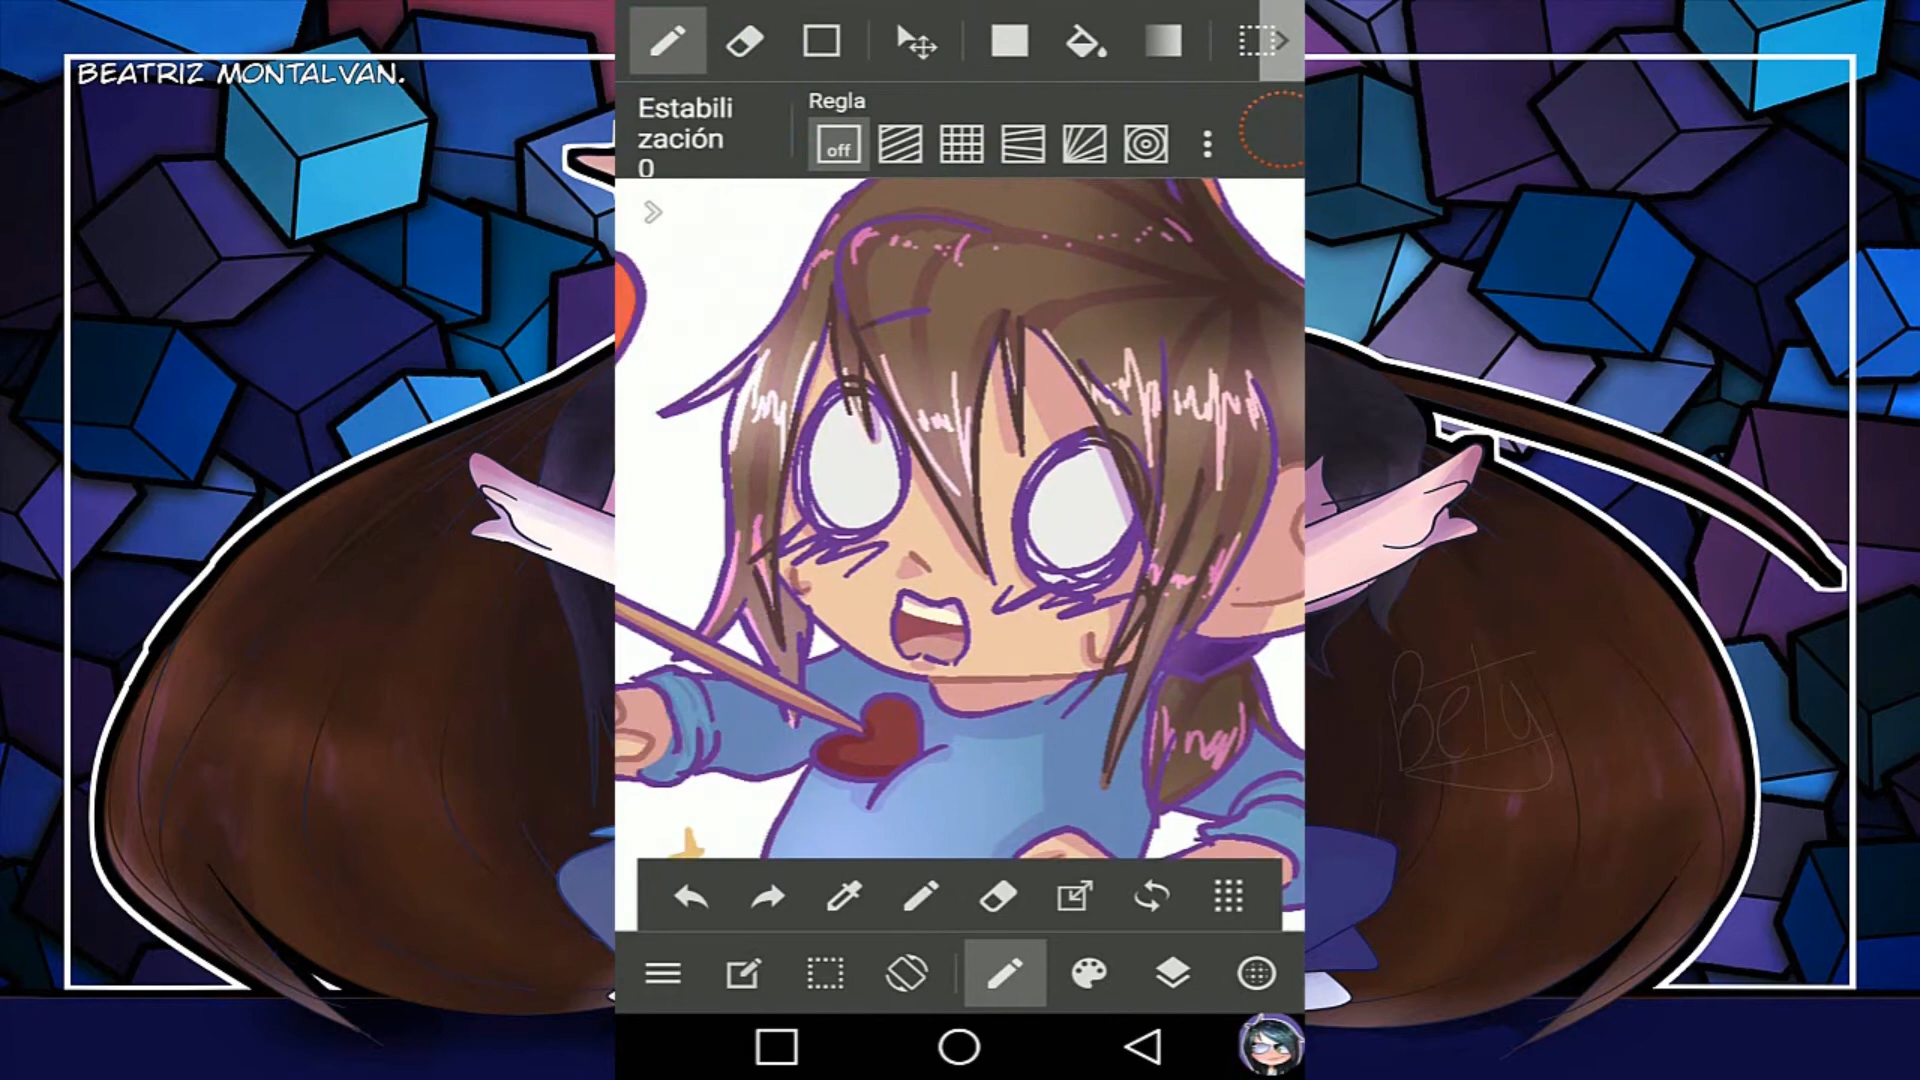 BEATRIZ MONTALVAN.
Estabili
zación
0
Regla
off
Bety